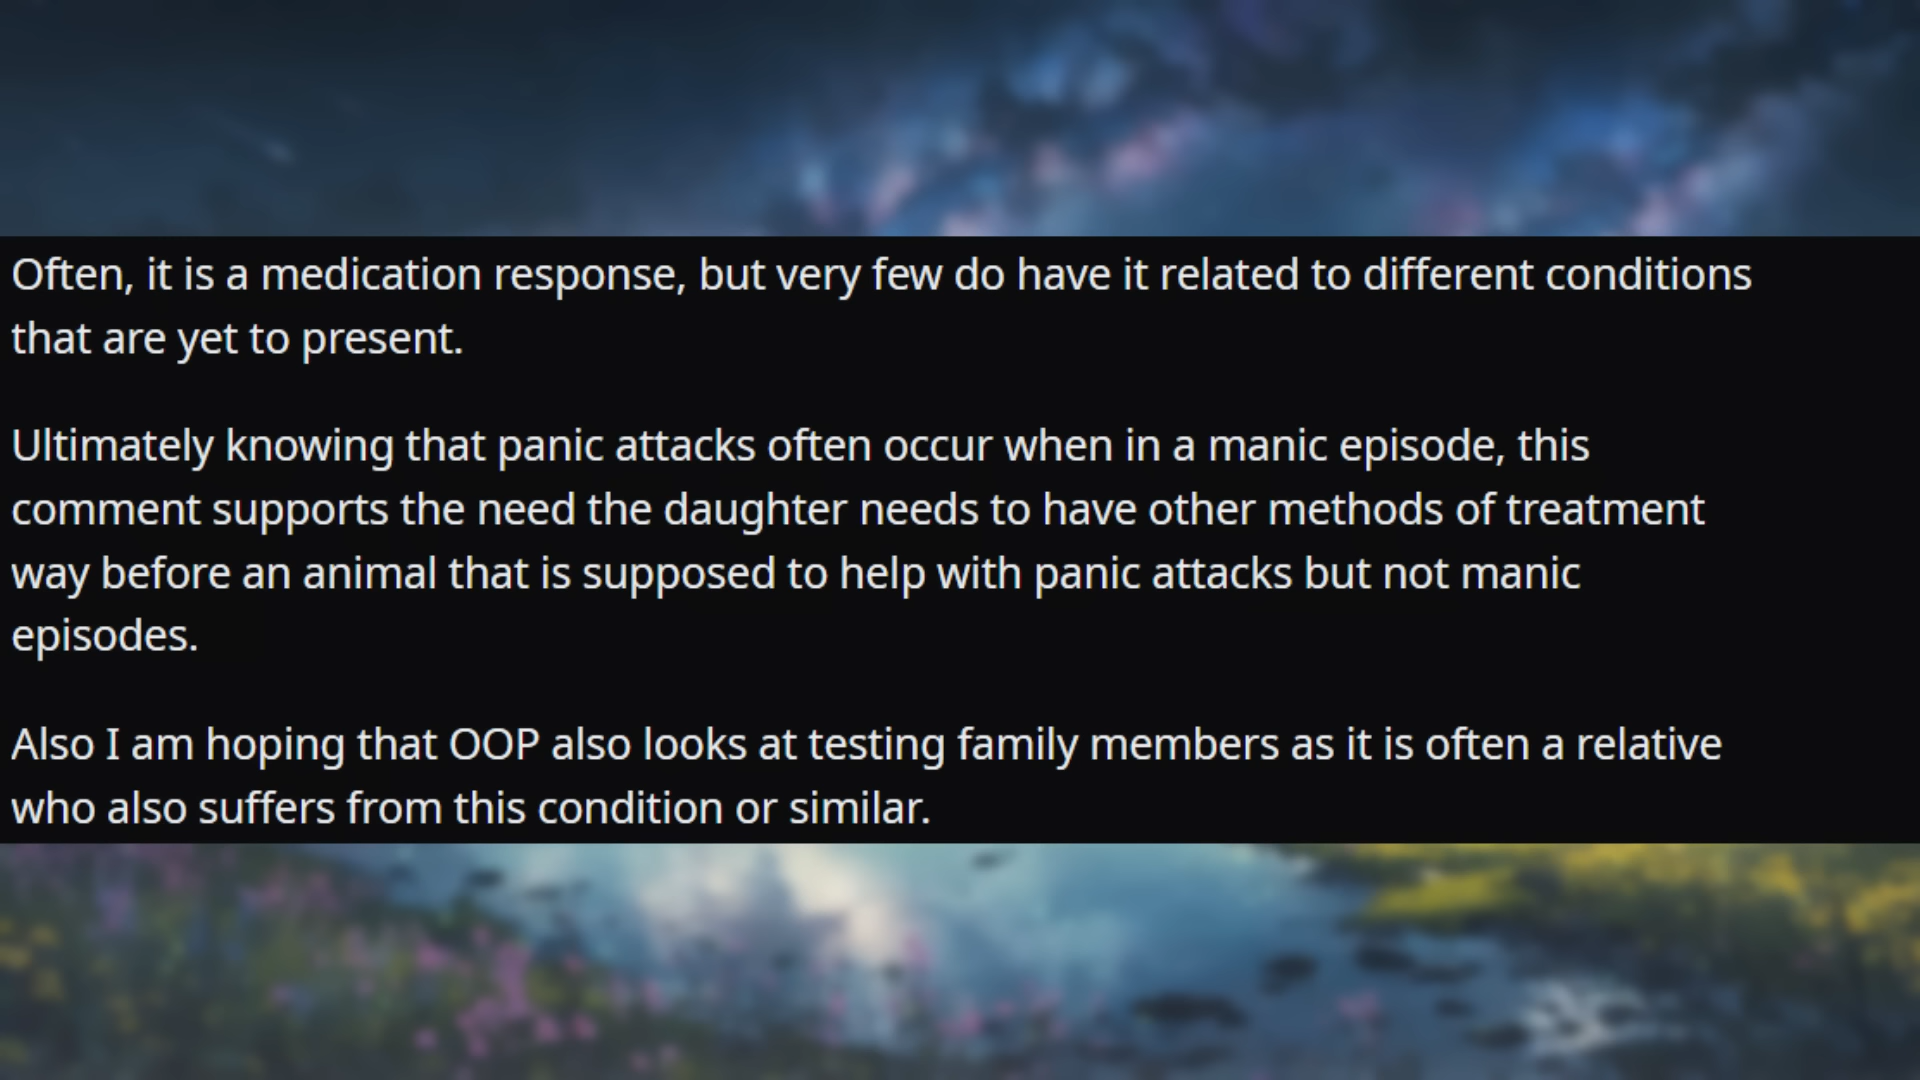 Often, it is a medication response, but very few do have it related to different conditions
that are yet to present.
Ultimately knowing that panic attacks often occur when in a manic episode, this
comment supports the need the daughter needs to have other methods of treatment
way before an animal that is supposed to help with panic attacks but not manic
episodes.
Also I am hoping that OOP also looks at testing family members as it is often a relative
who also suffers from this condition or similar.